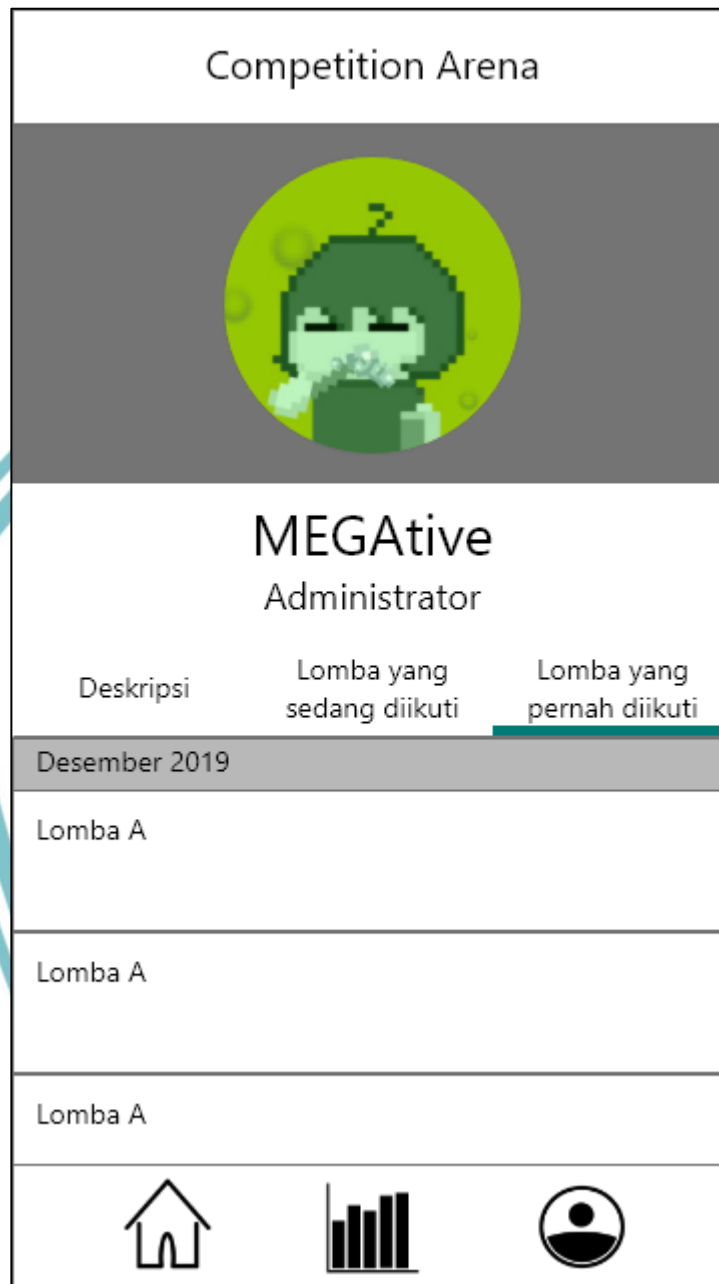 Competition Arena
MEGAtive
Administrator
Deskripsi
Lomba yang
sedang diikuti
Lomba yang
pernah diikuti
Desember 2019
Lomba A
Lomba A
Lomba A